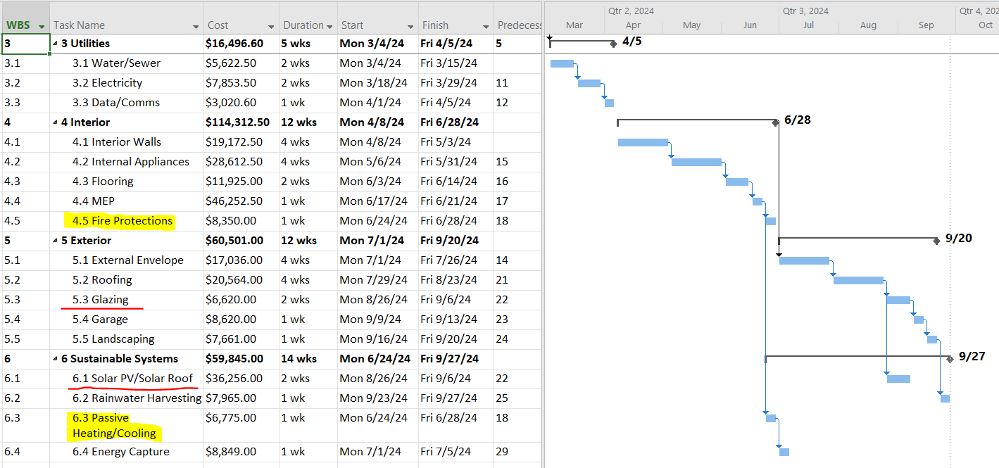 Qtr 2, 2024 Qtr 3, 2024 Qtr 4, 202
WBS Task Name Cost Duration Start Finish Predecess Mar Apr May Jun Jul Aug Sep Oct
3 3 Utilities $16,496.60 5 wks Mon 3/4/24 Fri 4/5/24 5 4/5
3.1 3.1 Water/Sewer $5,622.50 2 wks Mon 3/4/24 Fri 3/15/24
3.2 3.2 Electricity $7,853.50 2 wks Mon 3/18/24 Fri 3/29/24 11
3.3 3.3 Data/Comms $3,020.60 1 wk Mon 4/1/24 Fri 4/5/24 12
4 4 Interior $114,312.50 12 wks Mon 4/8/24 Fri 6/28/24 6/28
4.1 4.1 Interior Walls $19,172.50 4 wks Mon 4/8/24 Fri 5/3/24
4.2 4.2 Internal Appliances $28,612.50 4 wks Mon 5/6/24 Fri 5/31/24 15
4.3 4.3 Flooring $11,925.00 2 wks Mon 6/3/24 Fri 6/14/24 16
4.4 4.4 MEP $46,252.50 1 wk Mon 6/17/24 Fri 6/21/24 17
4.5 4.5 Fire Protections $8,350.00 1 wk Mon 6/24/24 Fri 6/28/24 18
5 5 Exterior $60,501.00 12 wks Mon 7/1/24 Fri 9/20/24 9/20
5.1 5.1 External Envelope $17,036.00 4 wks Mon 7/1/24 Fri 7/26/24 14
5.2 5.2 Roofing $20,564.00 4 wks Mon 7/29/24 Fri 8/23/24 21
5.3 5.3 Glazing $6,620.00 2 wks Mon 8/26/24 Fri 9/6/24 22
5.4 5.4 Garage $8,620.00 1 wk Mon 9/9/24 Fri 9/13/24 23
5.5 5.5 Landscaping $7,661.00 1 wk Mon 9/16/24 Fri 9/20/24 24
6 6 Sustainable Systems $59,845.00 14 wks Mon 6/24/24 Fri 9/27/24 9/27
6.1 6.1 Solar PV/Solar Roof $36,256.00 2 wks Mon 8/26/24 Fri 9/6/24 22
6.2 6.2 Rainwater Harvesting $7,965.00 1 wk Mon 9/23/24 Fri 9/27/24 25
6.3 6.3 Passive $6,775.00 1 wk Mon 6/24/24 Fri 6/28/24 18
Heating/Cooling
6.4 6.4 Energy Capture $8,849.00 1 wk Mon 7/1/24 Fri 7/5/24 29